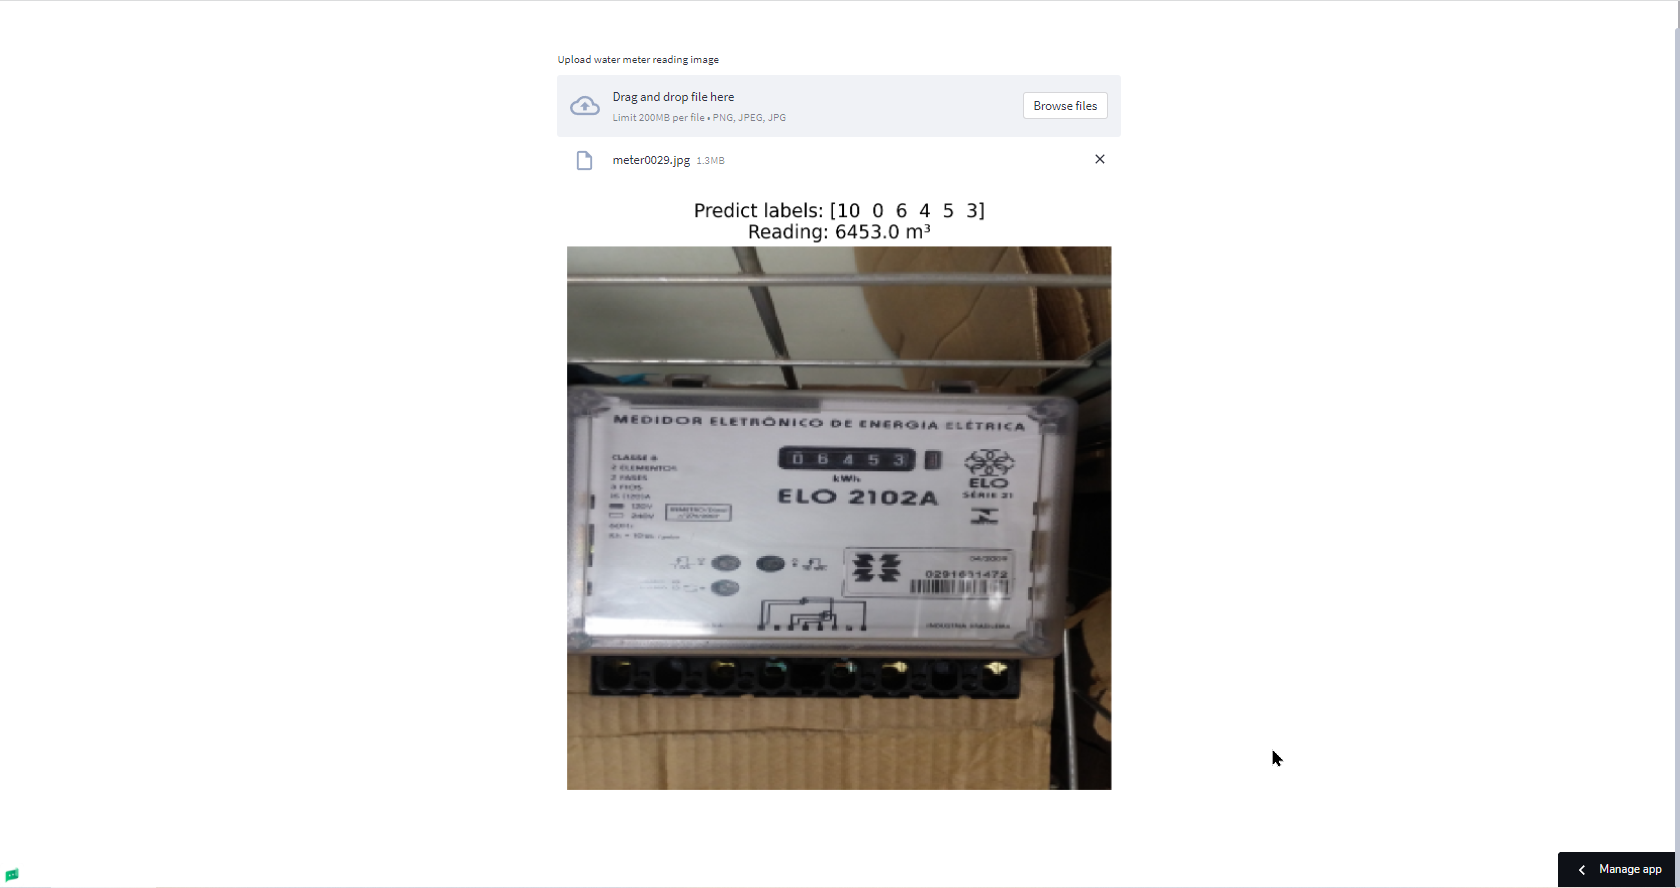 Upload water meter reading image
Drag and drop file here
Limit 200MB per file • PNG, JPEG, JPG
Browse files
meter0029.jpg 1.3MB
Predict labels: [10 0 6 4 5 3]
Reading: 6453.0 m³
MEDIDOR ELETRÔNICO DE ENERGIA ELÉTRICA
0 6 4 5 3
kWh
ELO 2102A
ELO
SÉRIE 21
CLASSE
2 ELEMENTOS
2 FASES
3 FIOS
120V
240V
04/2009
0291631472
INDÚSTRIA BRASILEIRA
Manage app